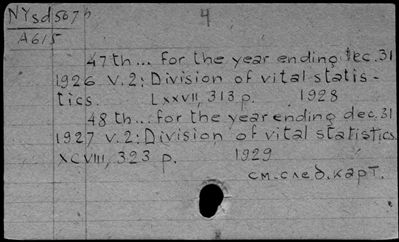 NYsd567
4
A615
47th... for the year ending Dec. 31
1926 v. 2: Division of vital statis-
tics. LXXVII, 313 p. 1928
48 th... for the year ending dec. 31
1927 v. 2: Division of vital statistics
XCVIII, 323 p. 1929
см. след. карт.